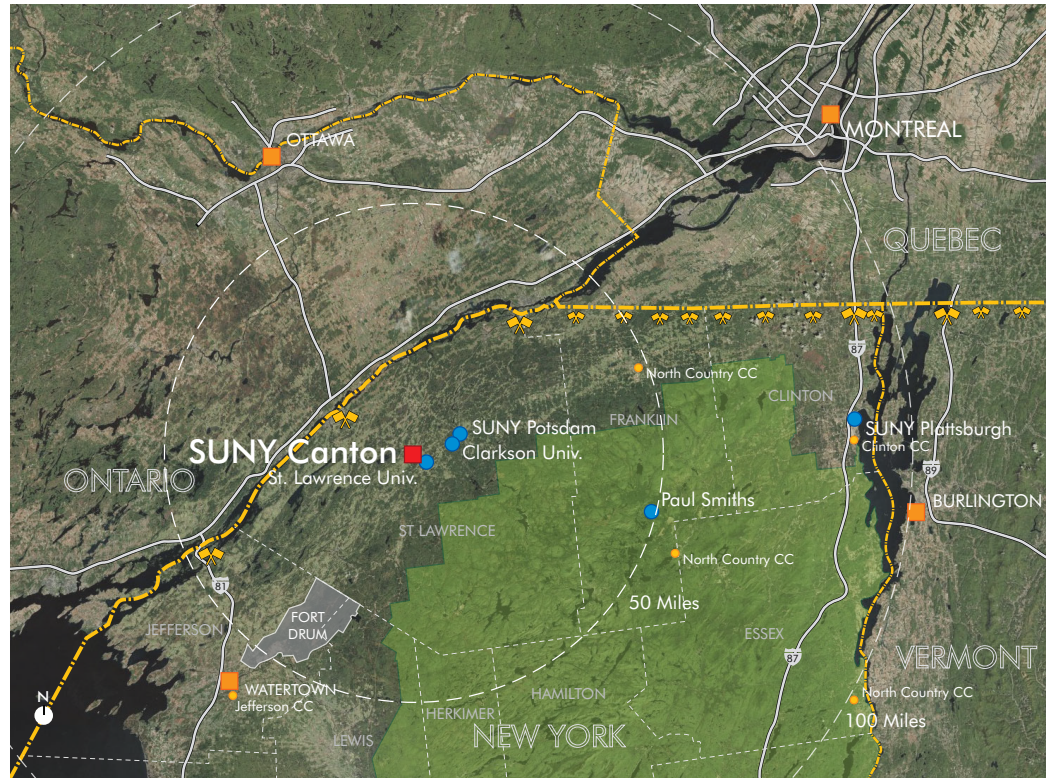 OTTAWA
MONTREAL
QUEBEC
87
North Country CC
CLINTON
FRANKLIN
SUNY Potsdam
SUNY Plattsburgh
Clinton CC
SUNY Canton
Clarkson Univ.
St. Lawrence Univ.
ONTARIO
89
BURLINGTON
Paul Smiths
ST LAWRENCE
North Country CC
81
50 Miles
FORT
DRUM
JEFFERSON
ESSEX
87
VERMONT
N
WATERTOWN
Jefferson CC
HAMILTON
North Country CC
HERKIMER
100 Miles
LEWIS
NEW YORK